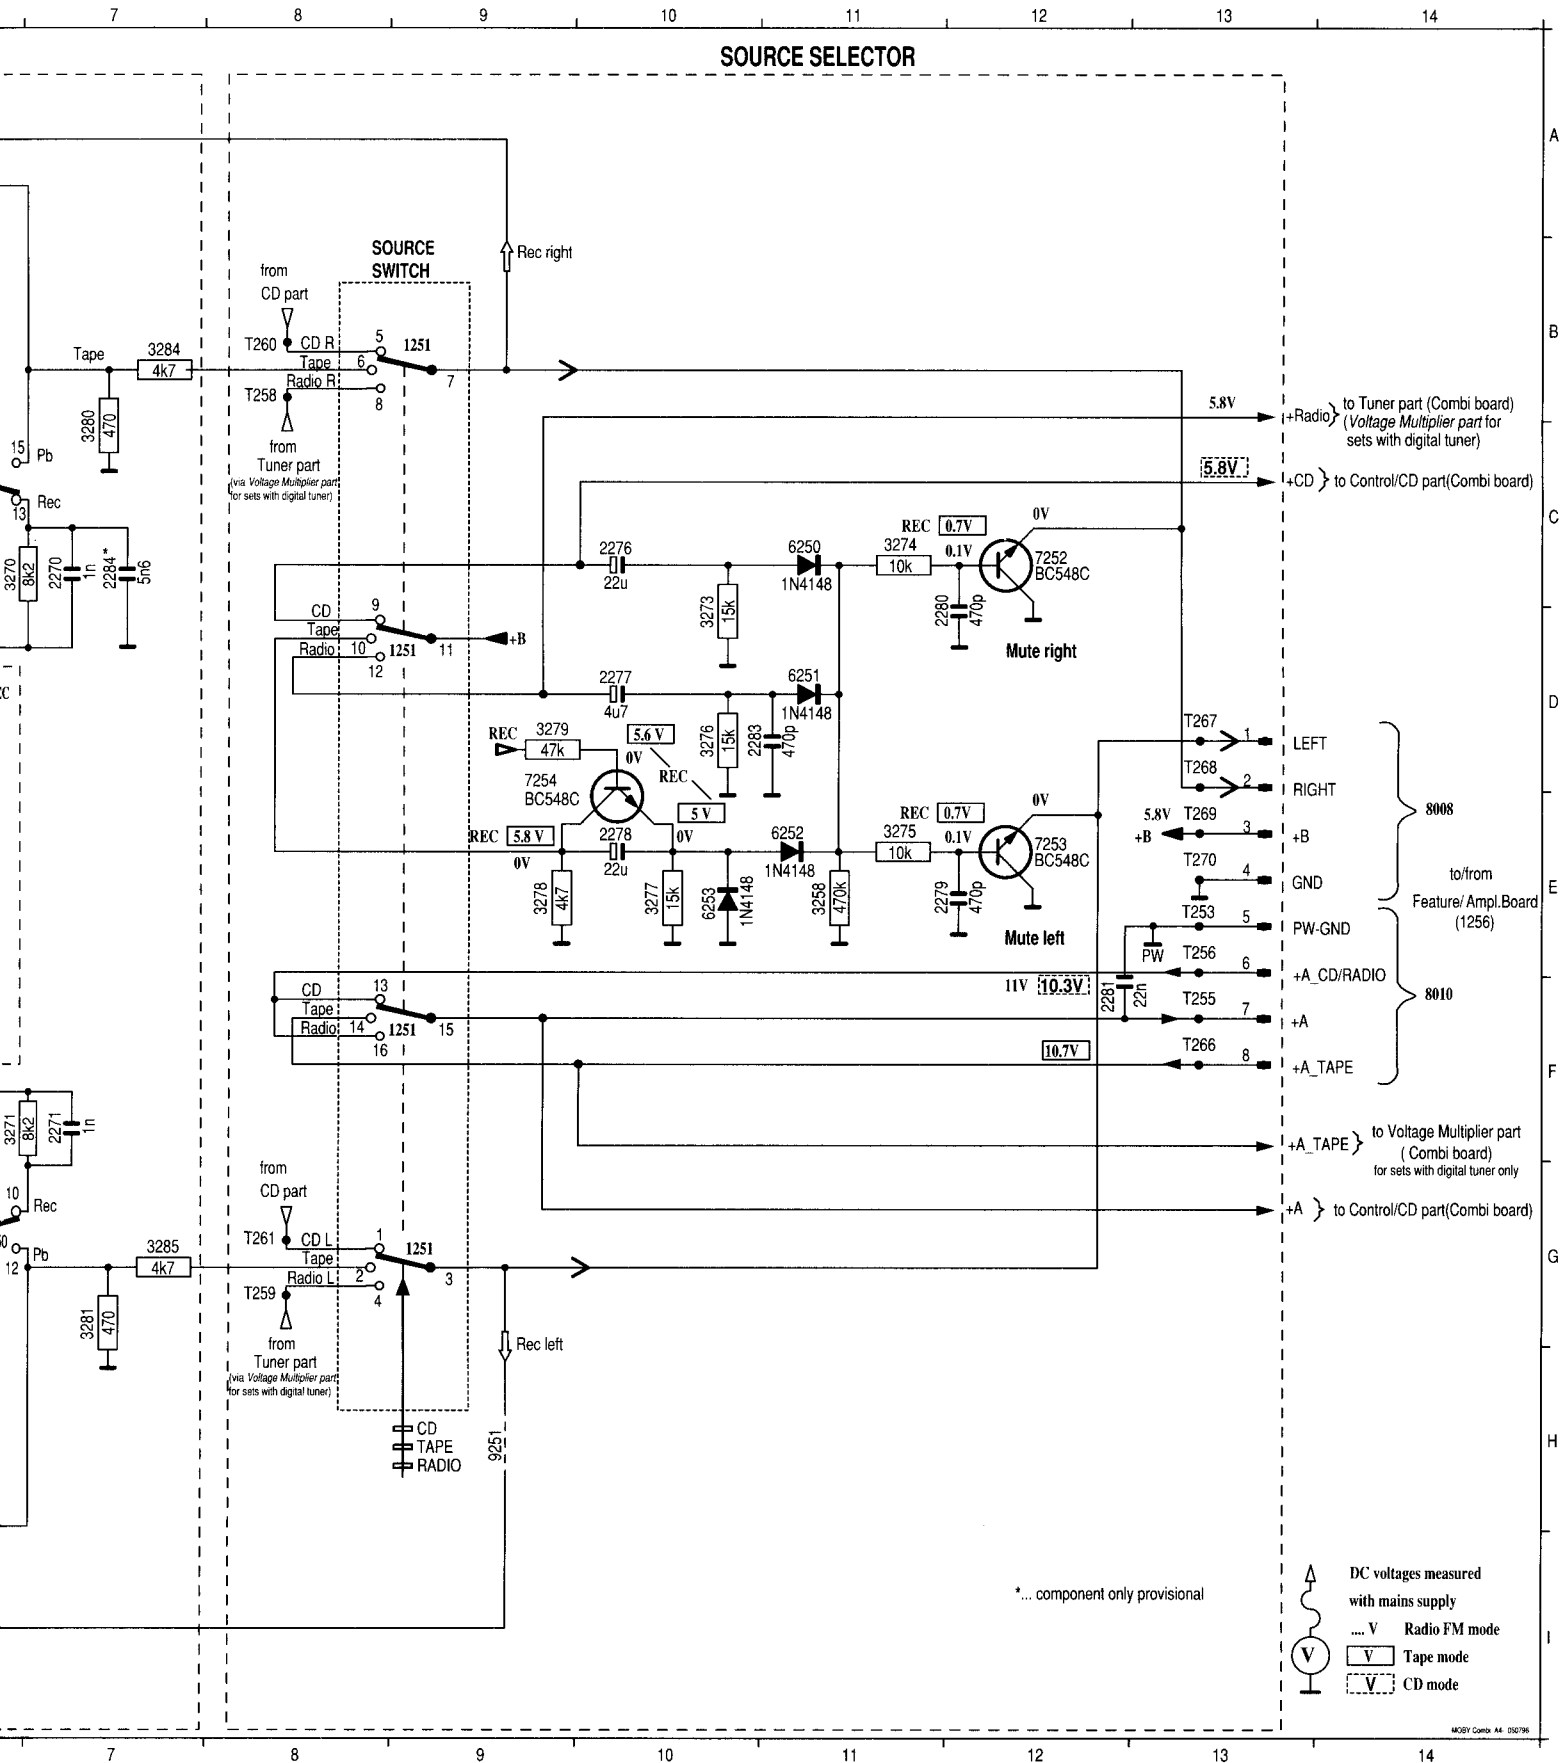 7 8 9 10 11 12 13 14
SOURCE SELECTOR
A
B
C
D
E
F
G
H
I
SOURCE
SWITCH
Rec right
from
CD part
T260 CD R 5 1251
Tape 6
Radio R 7
T258 8
from
Tuner part
(via Voltage Multiplier part
for sets with digital tuner)
Tape 3284
4k7
3280
470
15 Pb
Rec
13
3270
8k2
2270
1n
2284*
5n6
5.8V
+Radio} to Tuner part (Combi board)
(Voltage Multiplier part for
sets with digital tuner)
5.8V
+CD } to Control/CD part(Combi board)
2276
22u
6250
1N4148
3274
10k
REC 0.7V
0.1V
0V
7252
BC548C
2280
470p
Mute right
3273
15k
CD 9
Tape
Radio 10 1251 11
12
+B
2277
4u7
6251
1N4148
3276
15k
2283
470p
REC 3279
47k
5.6 V
0V
REC
5 V
7254
BC548C
REC 5.8 V
0V
2278
22u
0V
6252
1N4148
3275
10k
REC 0.7V
0.1V
0V
7253
BC548C
3278
4k7
3277
15k
6253
1N4148
3258
470k
2279
470p
Mute left
T267 1 LEFT
T268 2 RIGHT
5.8V T269 3
+B +B
T270 4 GND
T253 5 PW-GND
PW
T256 6 +A_CD/RADIO
T255 7 +A
T266 8 +A_TAPE
8008
to/from
Feature/ Ampl.Board
(1256)
8010
11V 10.3V
2281
22n
10.7V
CD 13
Tape
Radio 14 1251 15
16
+A_TAPE } to Voltage Multiplier part
( Combi board)
for sets with digital tuner only
+A } to Control/CD part(Combi board)
3271
8k2
2271
1n
10
Rec
Pb
12
3285
4k7
3281
470
from
CD part
T261 CD L 1 1251
Tape 2
Radio L 3
T259 4
from
Tuner part
(via Voltage Multiplier part
for sets with digital tuner)
Rec left
9251
CD
TAPE
RADIO
*... component only provisional
DC voltages measured
with mains supply
.... V Radio FM mode
V
V Tape mode
V CD mode
MOBY Combi A4 050796
7 8 9 10 11 12 13 14